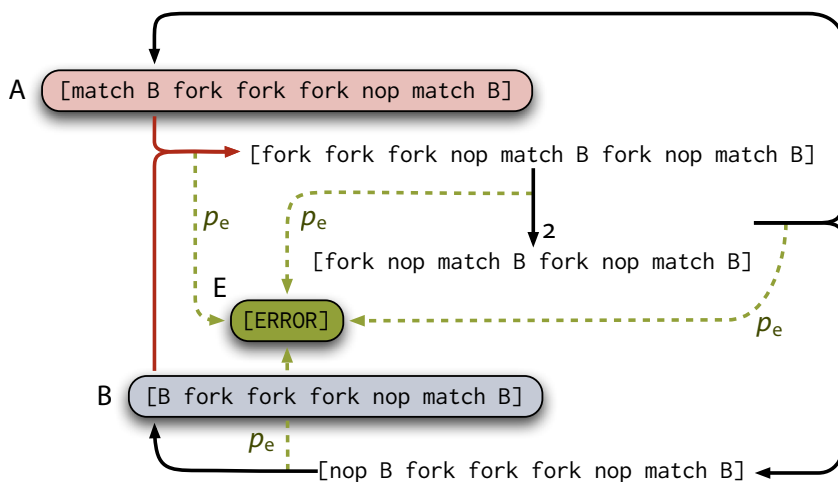 A [match B fork fork fork nop match B]
[fork fork fork nop match B fork nop match B]
pe
pe
2
[fork nop match B fork nop match B]
E
[ERROR]
pe
B [B fork fork fork nop match B]
pe
[nop B fork fork fork nop match B]